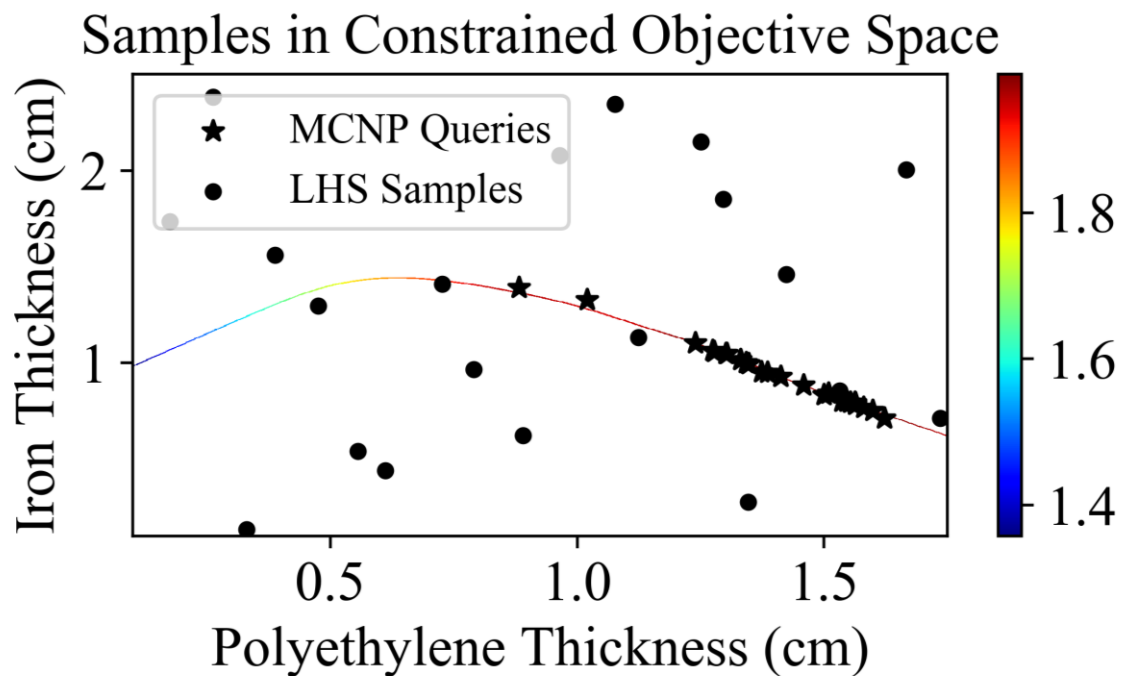 Samples in Constrained Objective Space
Iron Thickness (cm)
2
1
MCNP Queries
LHS Samples
1.8
1.6
1.4
0.5 1.0 1.5
Polyethylene Thickness (cm)